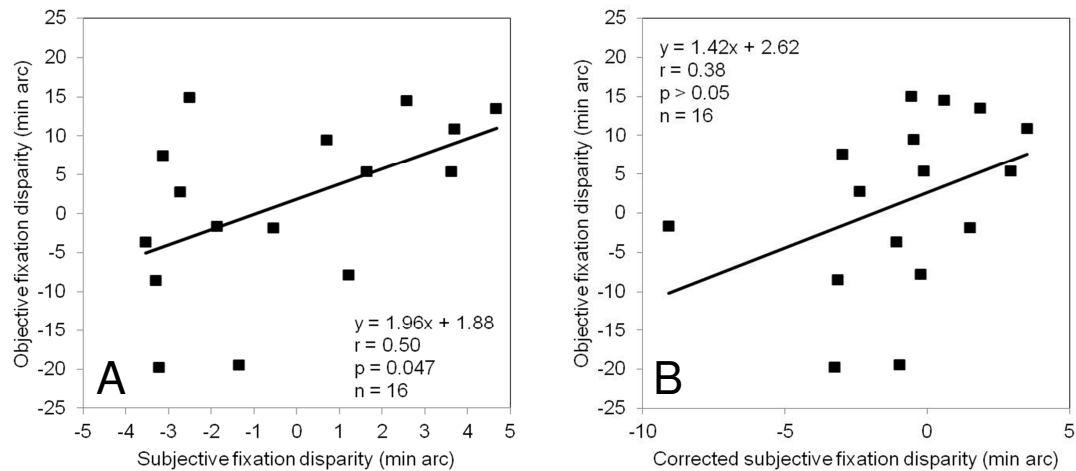 Objective fixation disparity (min arc)
25
20
15
10
5
0
-5
-10
-15
-20
-25
y = 1.96x + 1.88
r = 0.50
p = 0.047
n = 16
A
-5 -4 -3 -2 -1 0 1 2 3 4 5
Subjective fixation disparity (min arc)
Objective fixation disparity (min arc)
25
20
15
10
5
0
-5
-10
-15
-20
-25
y = 1.42x + 2.62
r = 0.38
p > 0.05
n = 16
B
-10 -5 0 5
Corrected subjective fixation disparity (min arc)